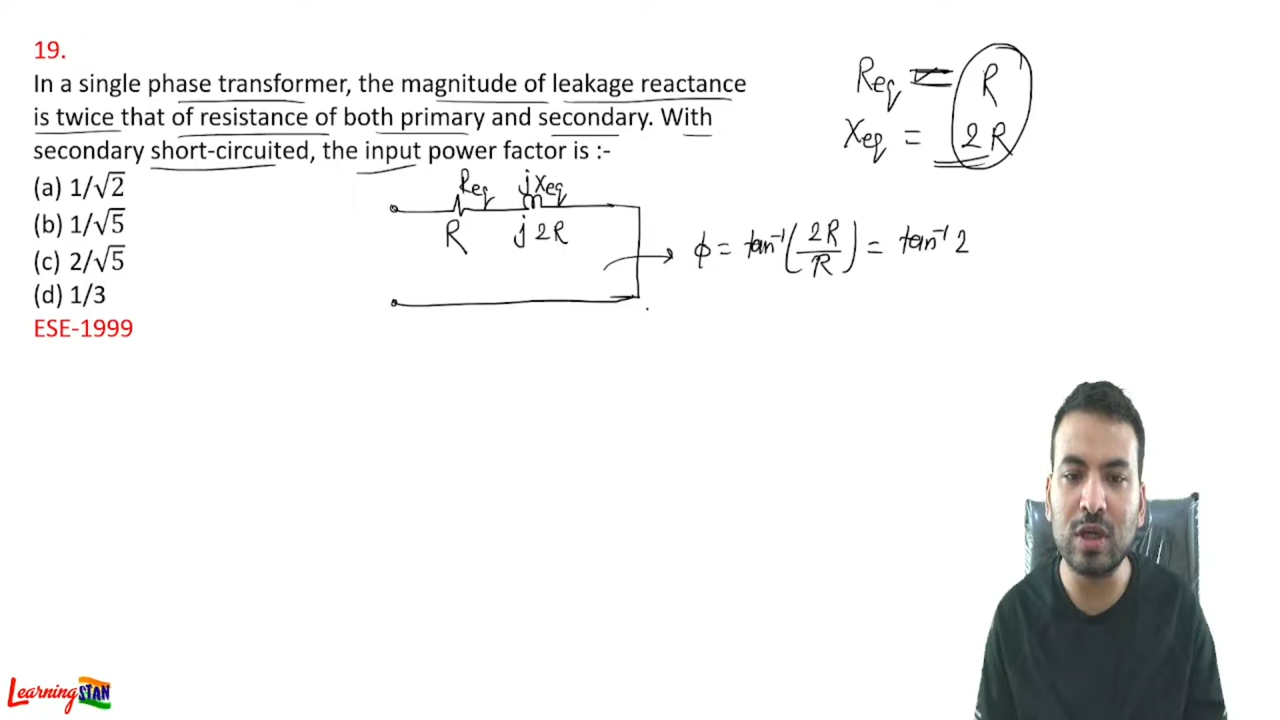 19.
In a single phase transformer, the magnitude of leakage reactance
is twice that of resistance of both primary and secondary. With
secondary short-circuited, the input power factor is :-
(a) 1/√2
(b) 1/√5
(c) 2/√5
(d) 1/3
ESE-1999
Req = R
Xeq = 2R
Req jXeq
R j2R
ϕ = tan⁻¹(2R/R) = tan⁻¹ 2
LearningSTAN